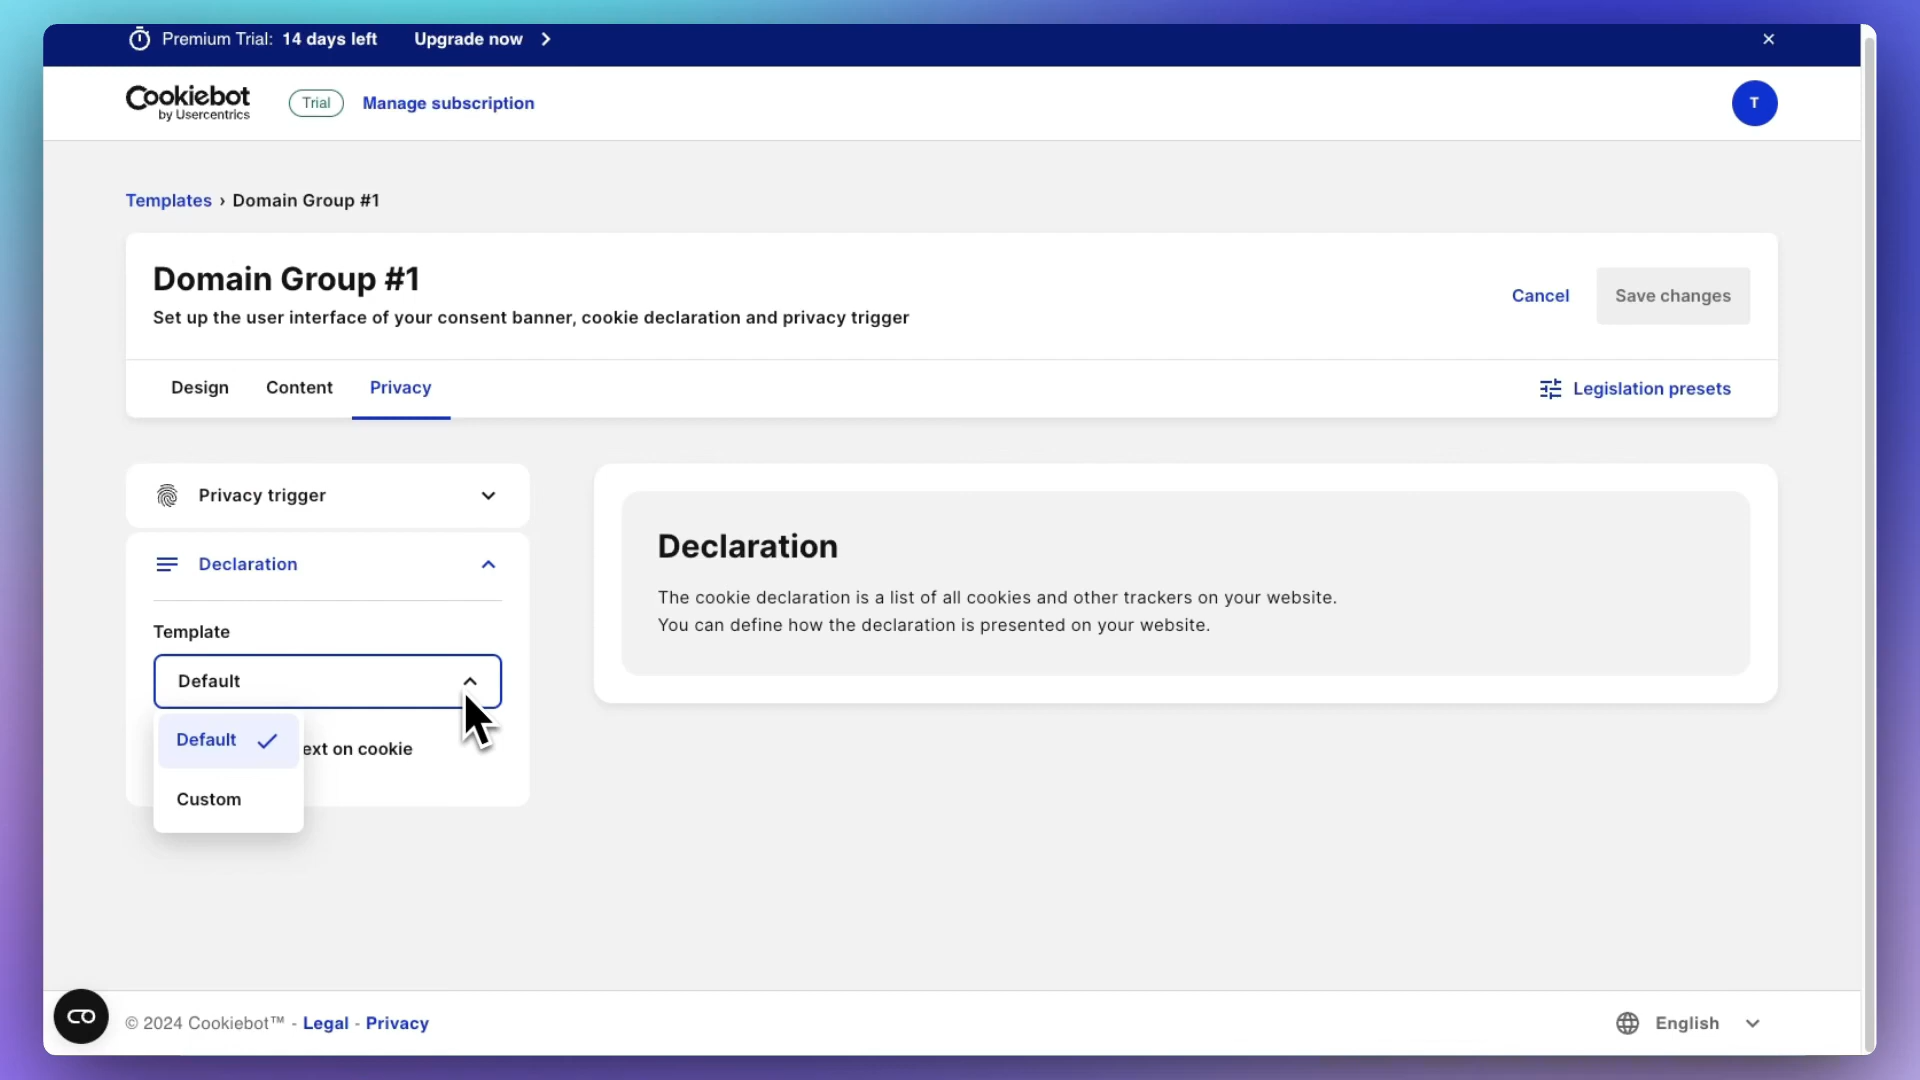 Premium Trial: 14 days left Upgrade now
Cookiebot
by Usercentrics
Trial Manage subscription
T
Templates › Domain Group #1
Domain Group #1
Set up the user interface of your consent banner, cookie declaration and privacy trigger
Cancel Save changes
Design Content Privacy
Legislation presets
Privacy trigger
Declaration
Template
Default
Default
ext on cookie
Custom
Declaration
The cookie declaration is a list of all cookies and other trackers on your website.
You can define how the declaration is presented on your website.
© 2024 Cookiebot™ - Legal - Privacy
English